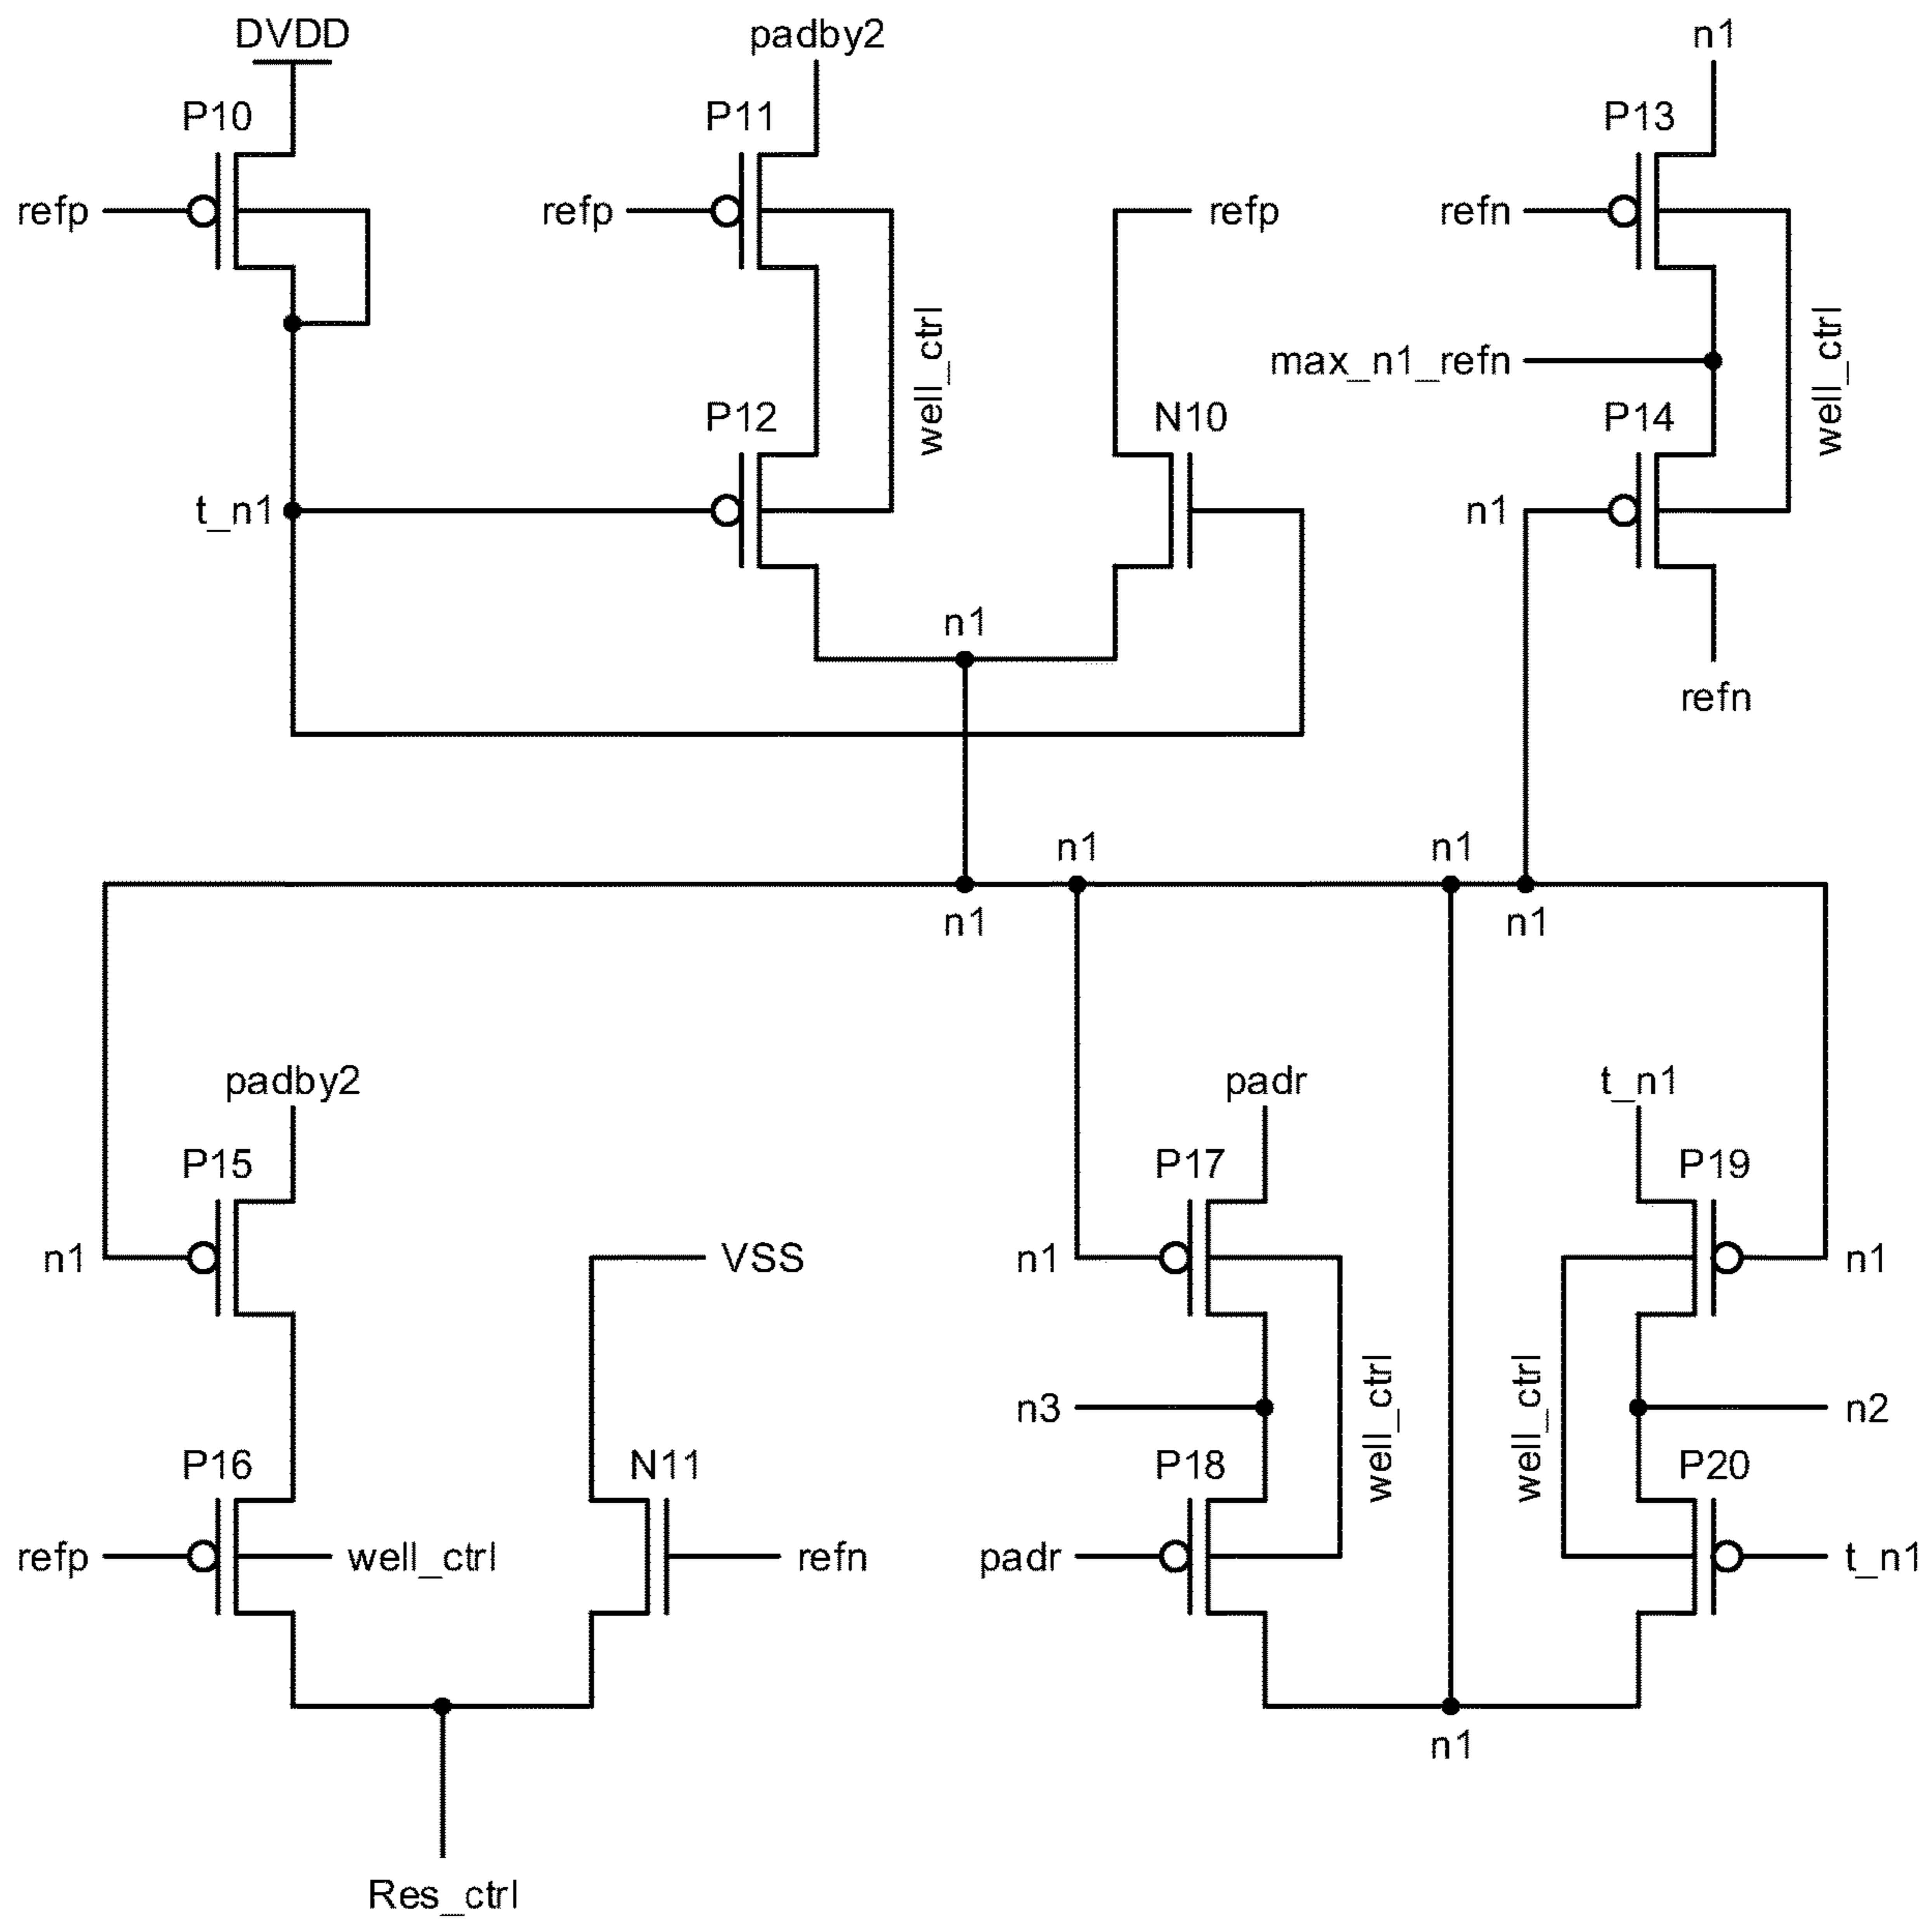 DVDD
padby2
n1
P10
P11
P13
refp
refp
refp
refn
well_ctrl
well_ctrl
max_n1_refn
P12
N10
P14
t_n1
n1
n1
refn
n1
n1
n1
n1
padby2
padr
t_n1
P15
P17
P19
n1
VSS
n1
n1
well_ctrl
well_ctrl
n3
n2
P16
N11
P18
P20
refp
well_ctrl
refn
padr
t_n1
n1
Res_ctrl